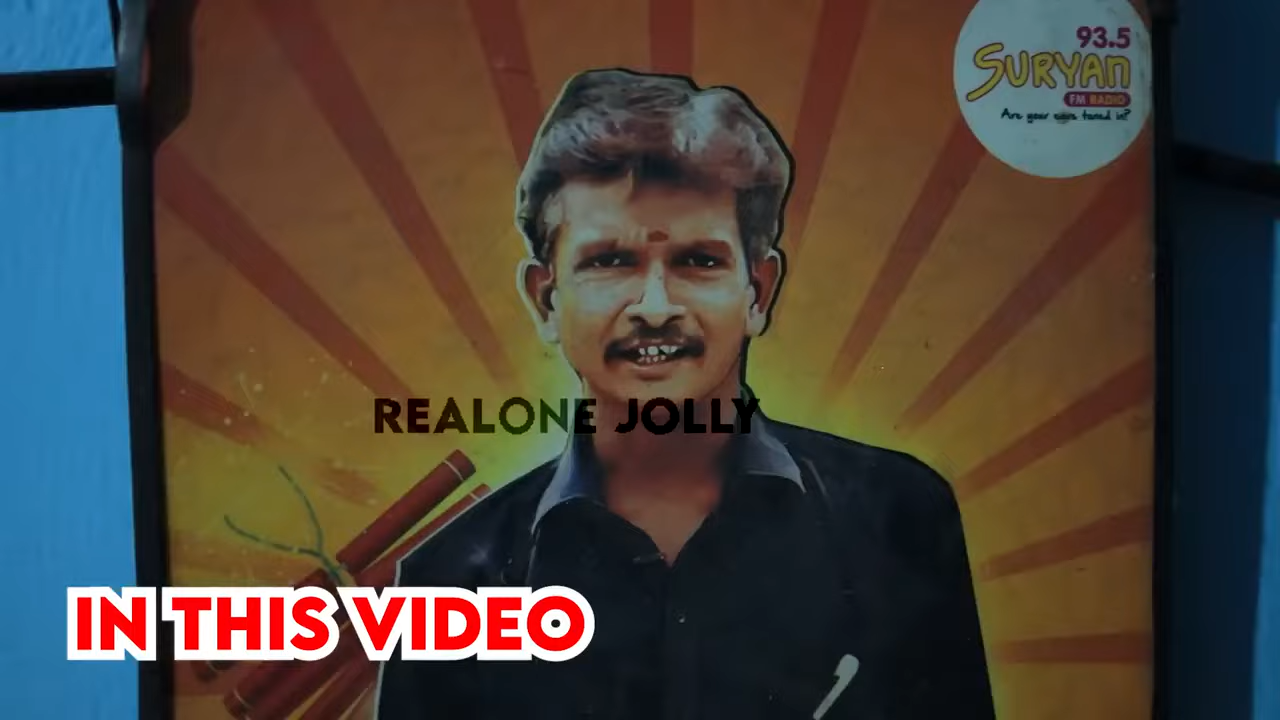 93.5
SURYAN
FM RADIO
Are your ears tuned in?
REALONE JOLLY
IN THIS VIDEO